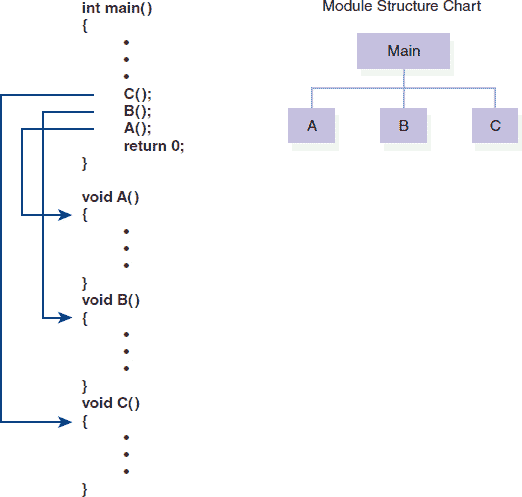 int main()
{
•
•
•
C();
B();
A();
return 0;
}
void A()
{
•
•
•
}
void B()
{
•
•
•
}
void C()
{
•
•
•
}
Module Structure Chart
Main
A B C